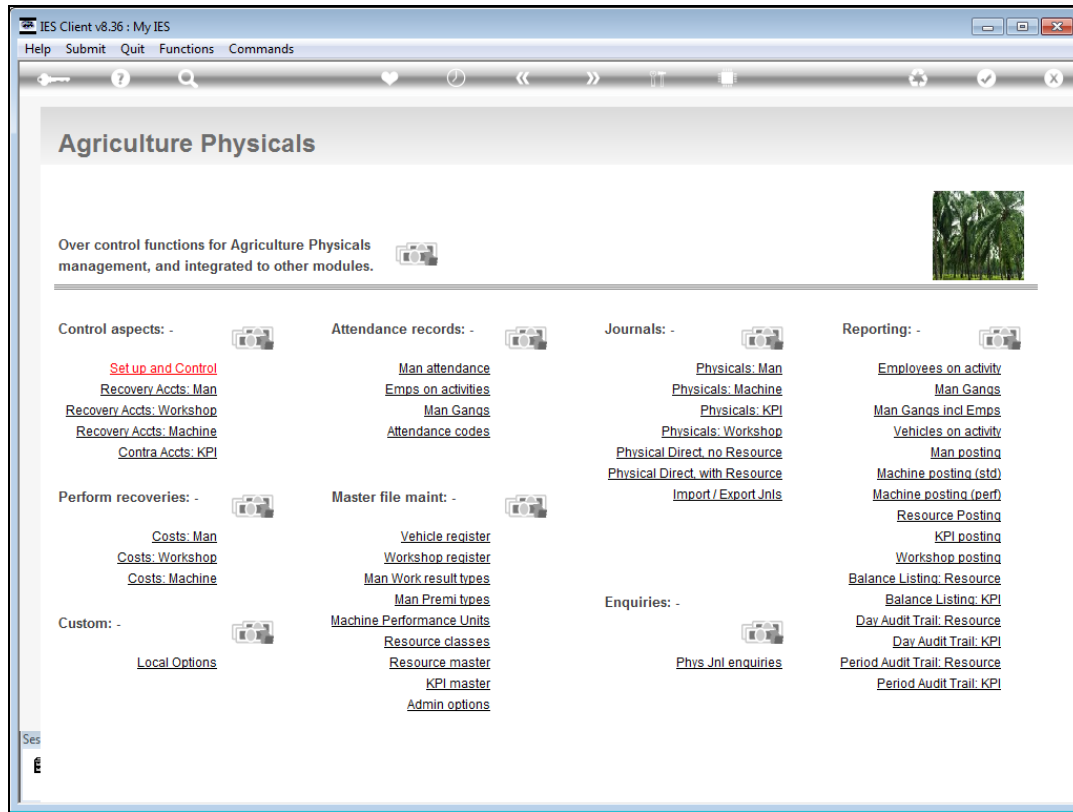 IES Client v8.36 : My IES
Help Submit Quit Functions Commands
Agriculture Physicals
Over control functions for Agriculture Physicals
management, and integrated to other modules.
Control aspects: -
Set up and Control
Recovery Accts: Man
Recovery Accts: Workshop
Recovery Accts: Machine
Contra Accts: KPI
Perform recoveries: -
Costs: Man
Costs: Workshop
Costs: Machine
Custom: -
Local Options
Attendance records: -
Man attendance
Emps on activities
Man Gangs
Attendance codes
Master file maint: -
Vehicle register
Workshop register
Man Work result types
Man Premi types
Machine Performance Units
Resource classes
Resource master
KPI master
Admin options
Journals: -
Physicals: Man
Physicals: Machine
Physicals: KPI
Physicals: Workshop
Physical Direct, no Resource
Physical Direct, with Resource
Import / Export Jnls
Enquiries: -
Phys Jnl enquiries
Reporting: -
Employees on activity
Man Gangs
Man Gangs incl Emps
Vehicles on activity
Man posting
Machine posting (std)
Machine posting (perf)
Resource Posting
KPI posting
Workshop posting
Balance Listing: Resource
Balance Listing: KPI
Day Audit Trail: Resource
Day Audit Trail: KPI
Period Audit Trail: Resource
Period Audit Trail: KPI
Ses